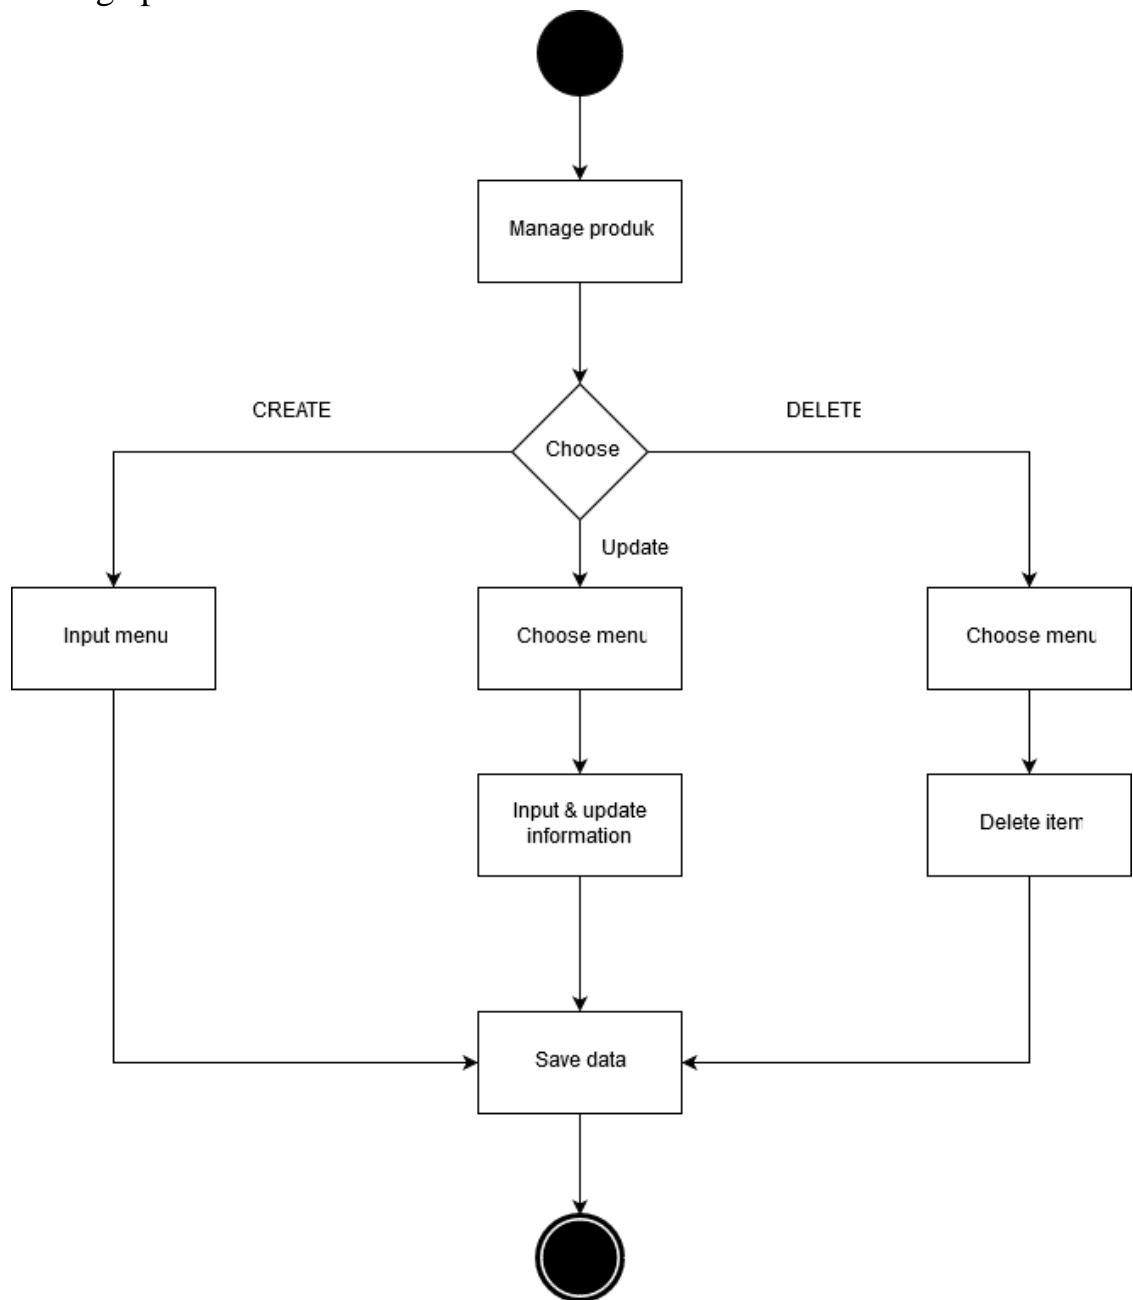 Manage produk
CREATE
DELETE
Choose
Update
Input menu
Choose menu
Choose menu
Input & update
information
Delete item
Save data